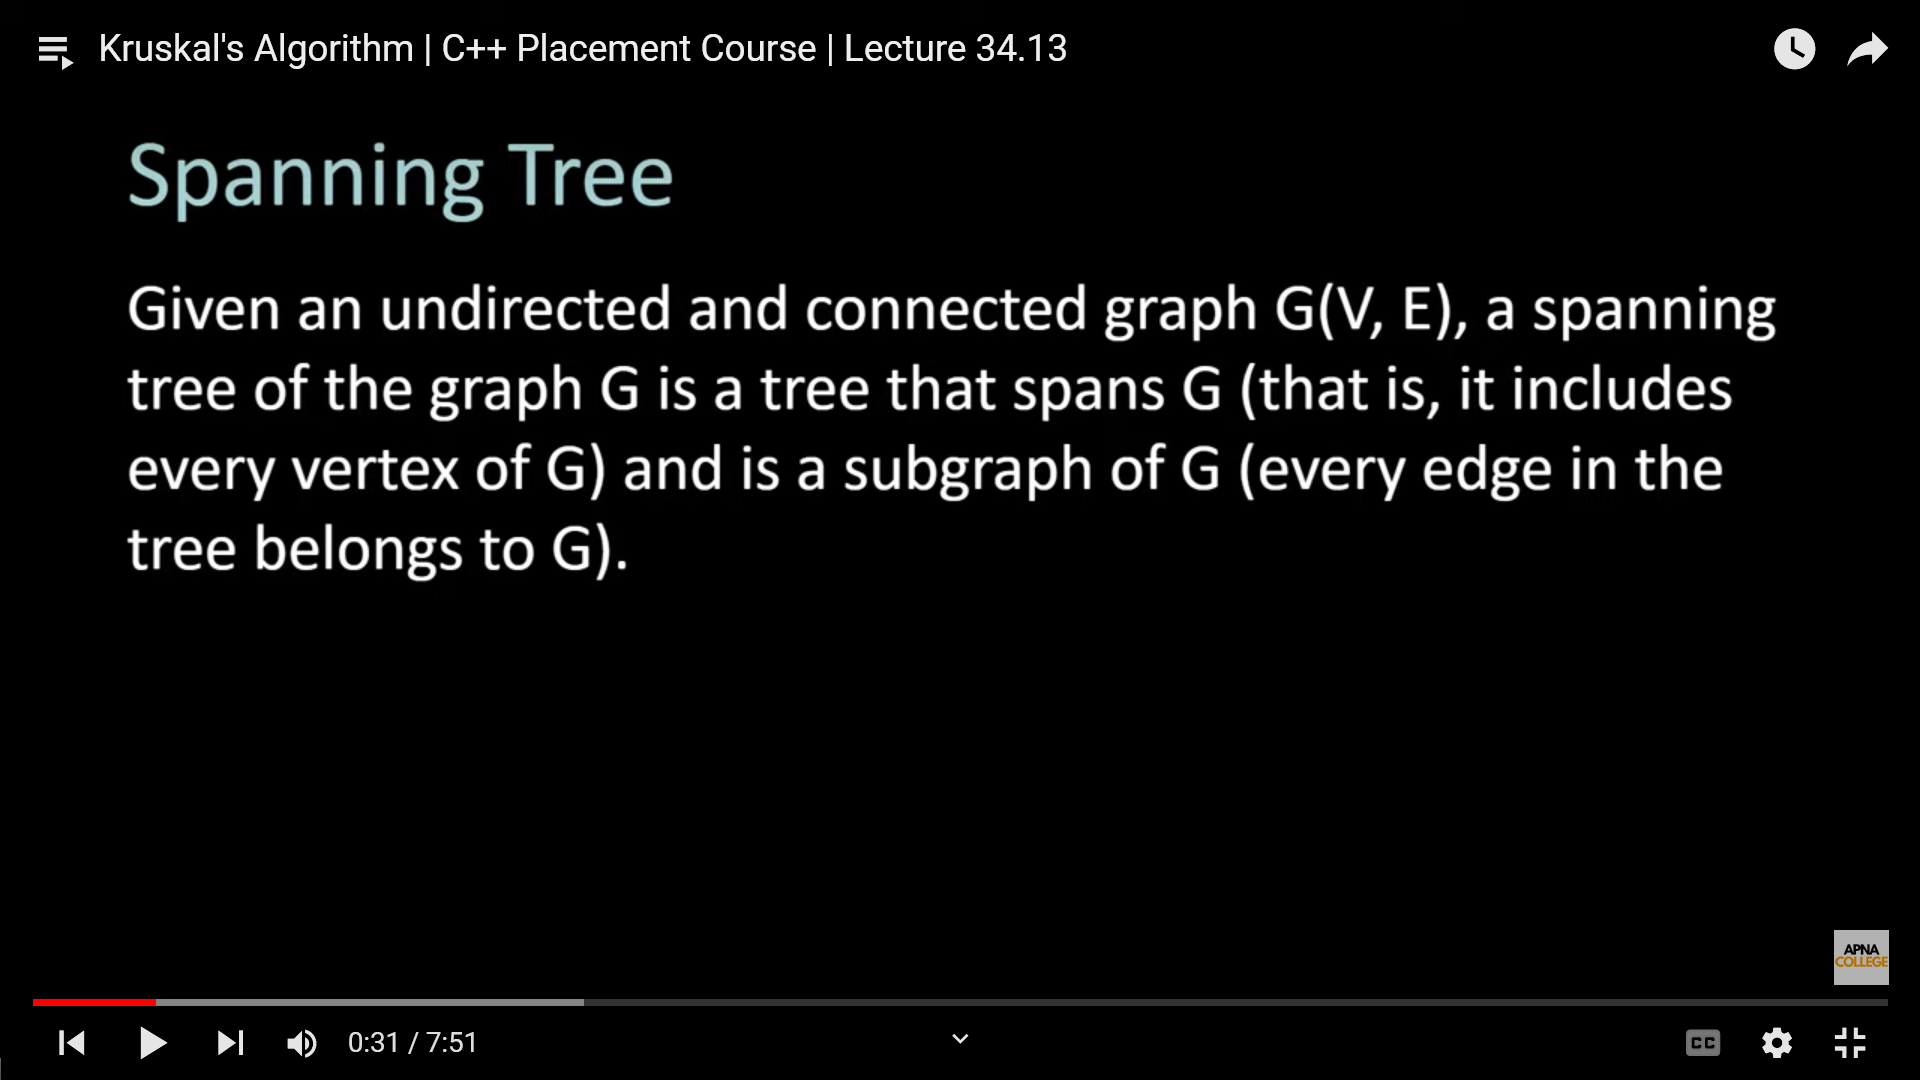 Kruskal's Algorithm | C++ Placement Course | Lecture 34.13
Spanning Tree
Given an undirected and connected graph G(V, E), a spanning
tree of the graph G is a tree that spans G (that is, it includes
every vertex of G) and is a subgraph of G (every edge in the
tree belongs to G).
APNA
COLLEGE
0:31 / 7:51
CC